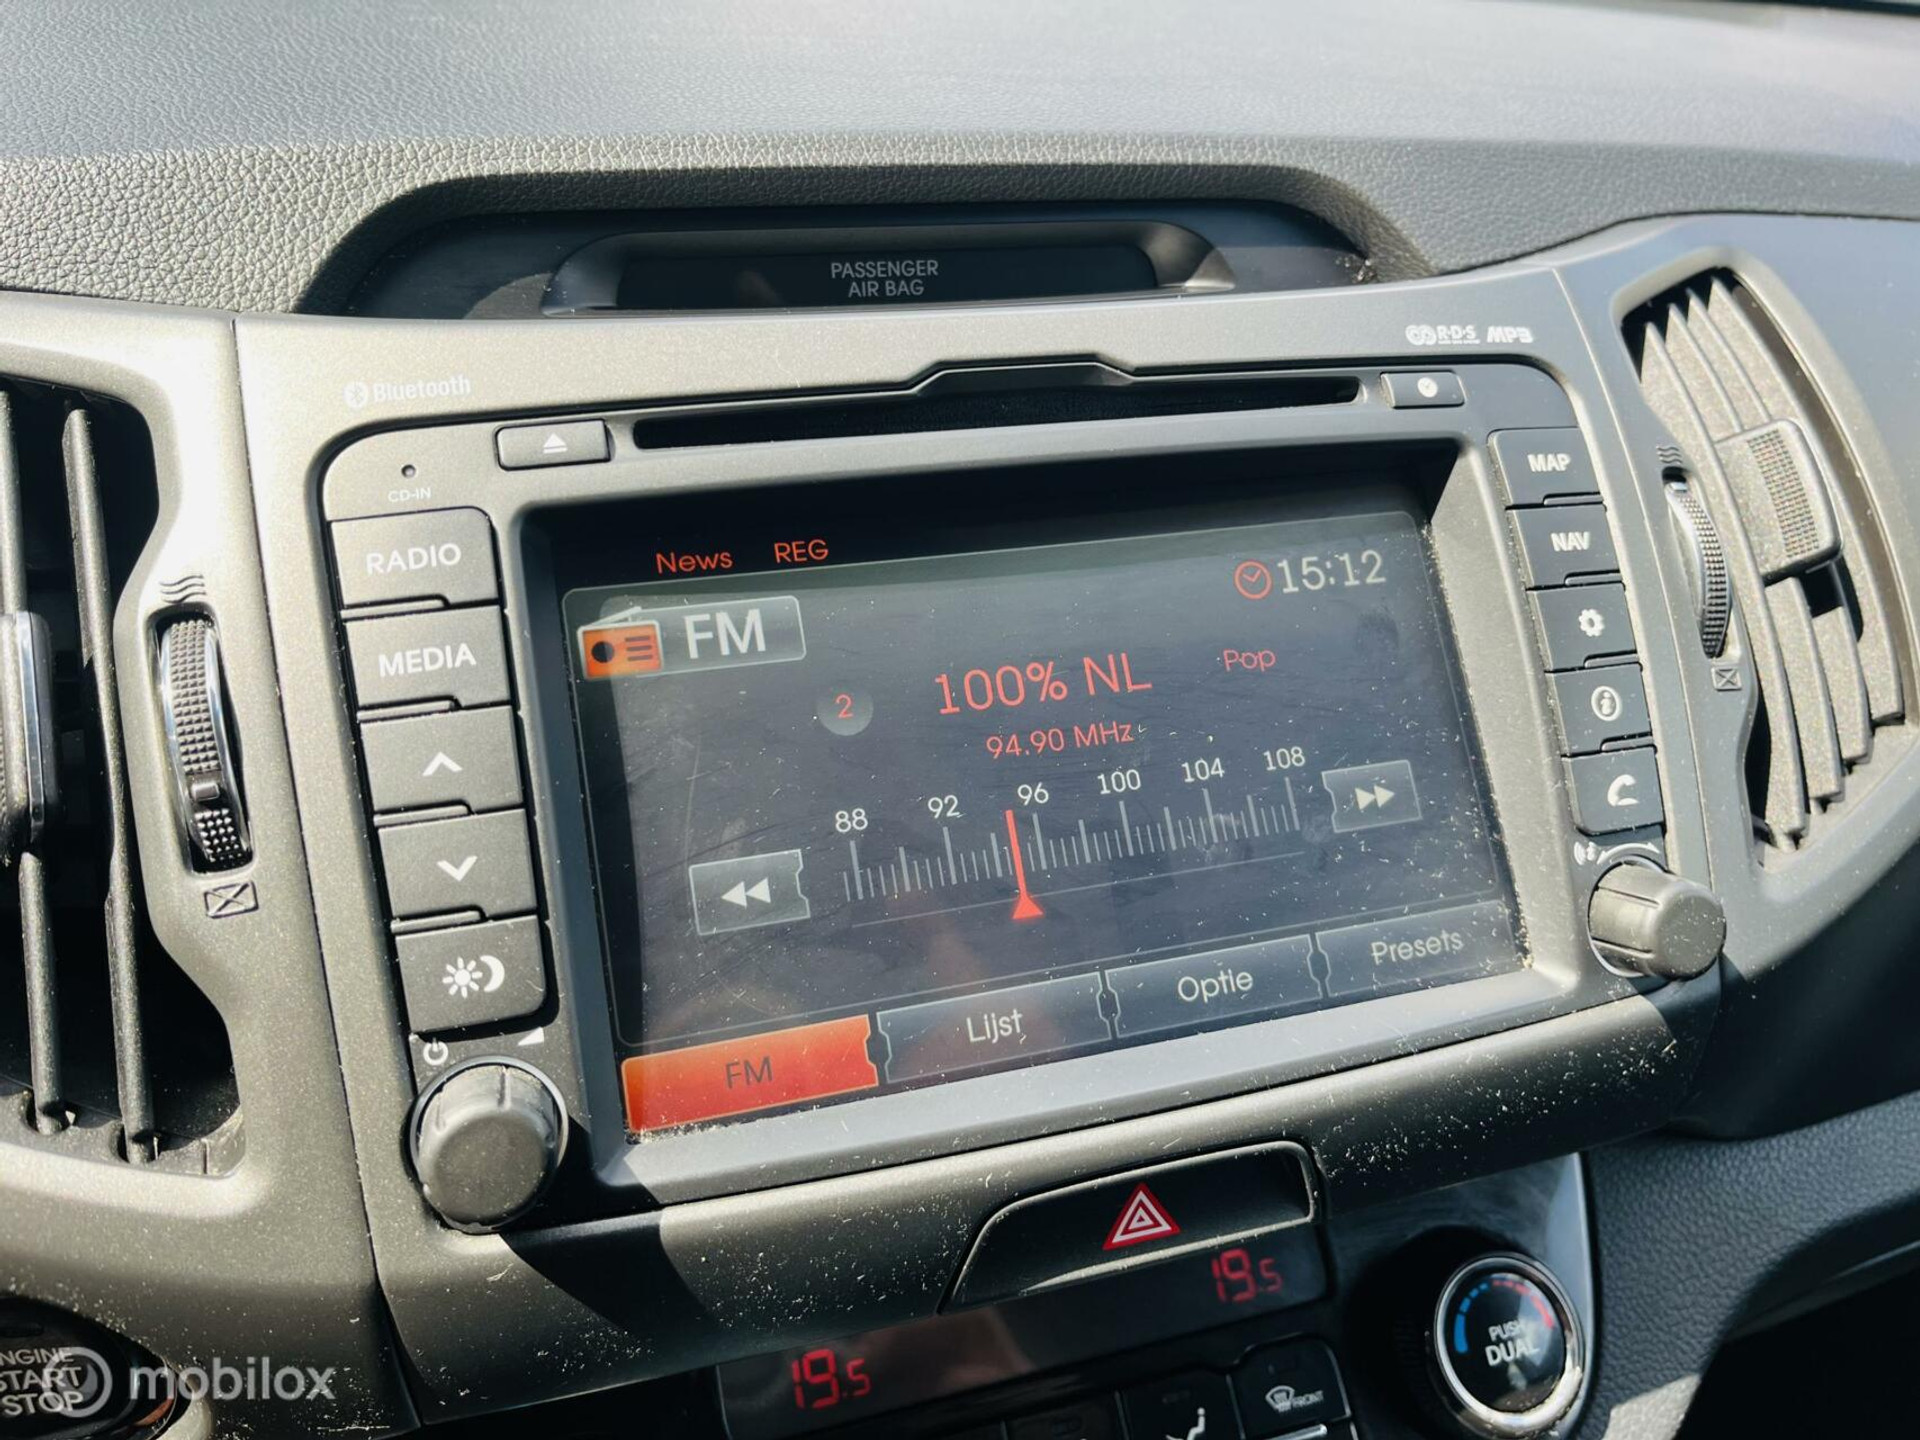 PASSENGER
AIR BAG
Bluetooth
R·D·S MP3
CD-IN
RADIO
MEDIA
MAP
NAV
News REG
15:12
FM
2
100% NL
Pop
94.90 MHz
88 92 96 100 104 108
FM
Lijst
Optie
Presets
19.5
19.5
PUSH
DUAL
FRONT
START
STOP
mobilox